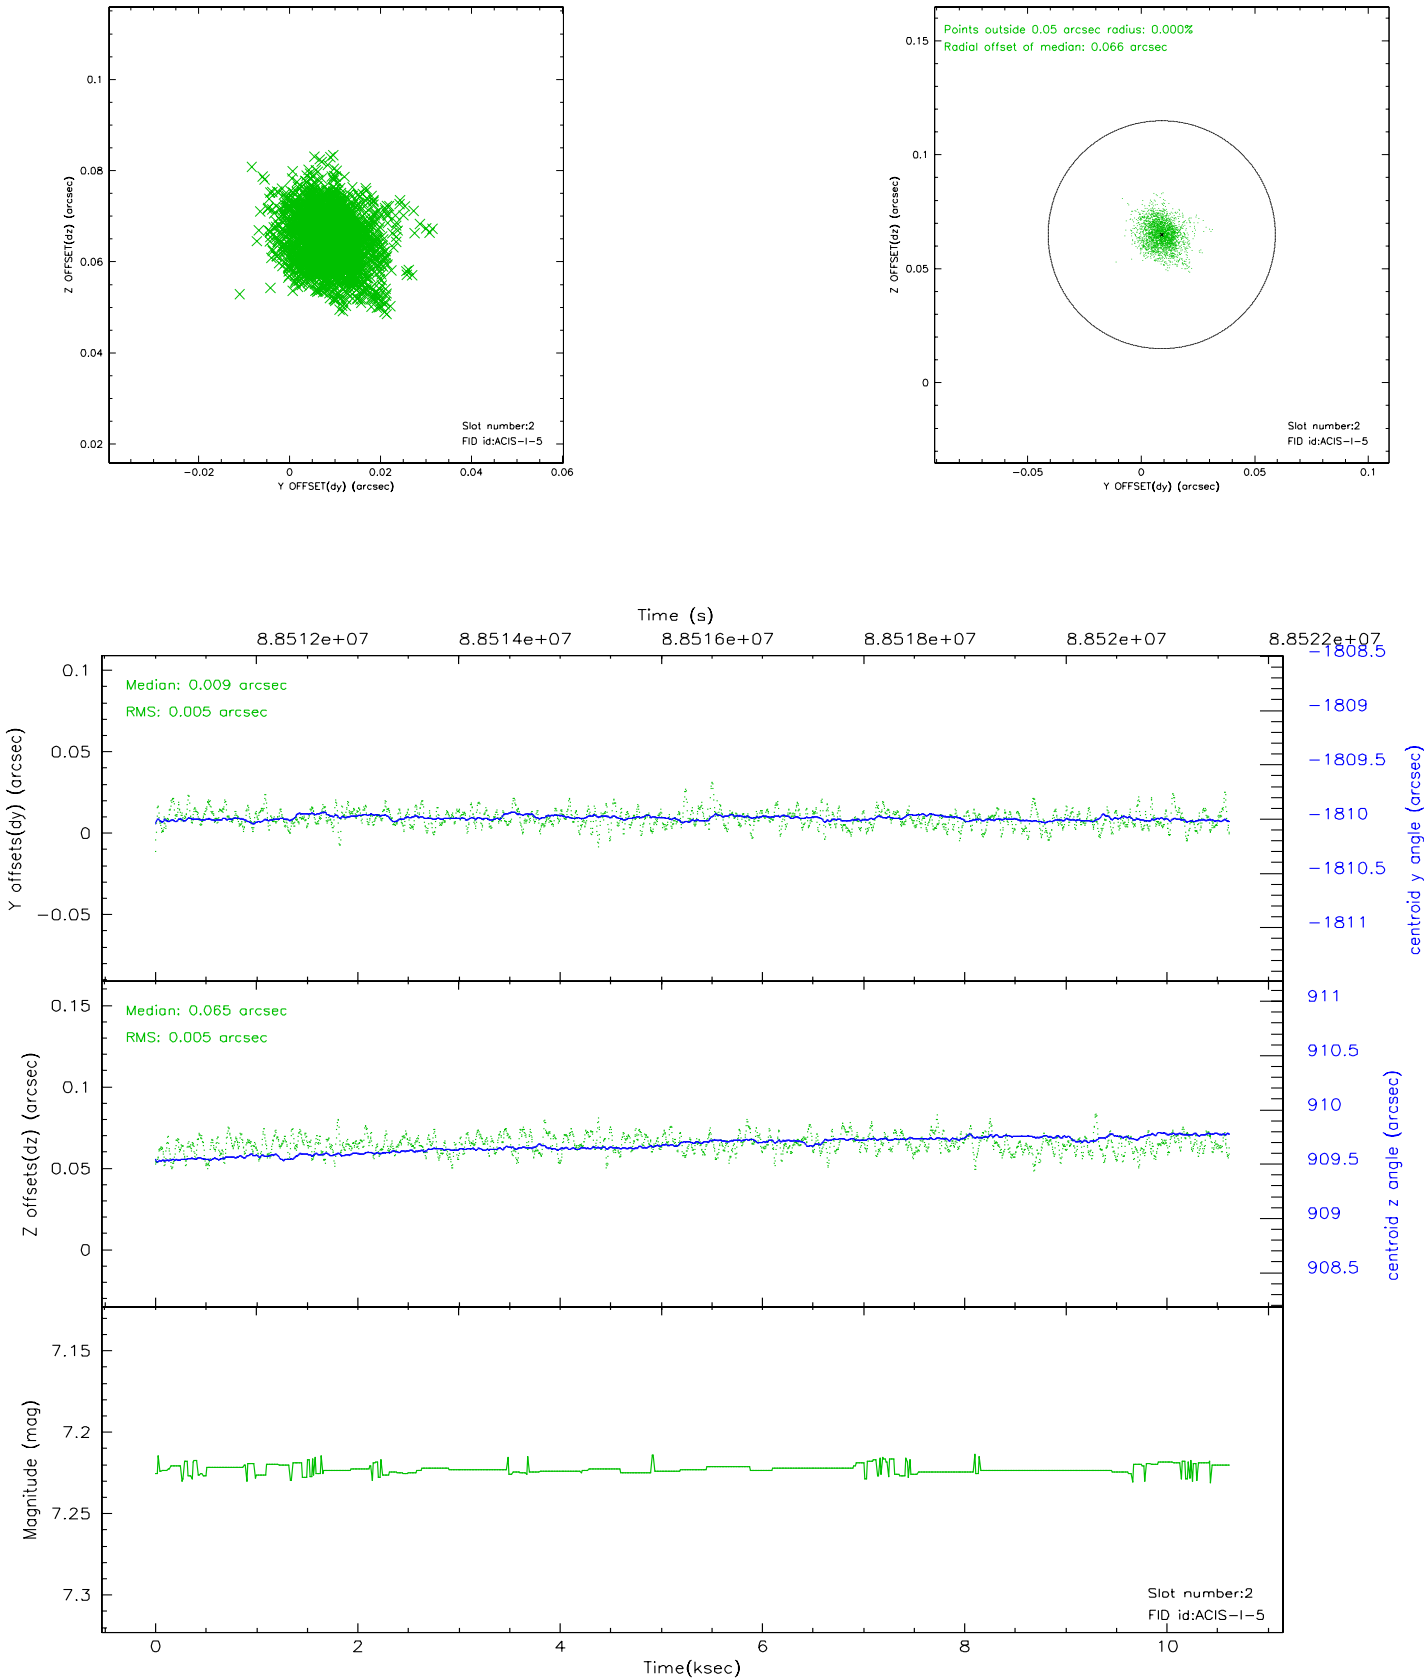 0.1
0.08
0.06
0.04
0.02
Z OFFSET(dz) (arcsec)
Slot number:2
FID id:ACIS-I-5
-0.02 0 0.02 0.04 0.06
Y OFFSET(dy) (arcsec)
Points outside 0.05 arcsec radius: 0.000%
Radial offset of median: 0.066 arcsec
0.15
0.1
0.05
0
Z OFFSET(dz) (arcsec)
Slot number:2
FID id:ACIS-I-5
-0.05 0 0.05 0.1
Y OFFSET(dy) (arcsec)
Time (s)
8.8512e+07 8.8514e+07 8.8516e+07 8.8518e+07 8.852e+07 8.8522e+07
Median: 0.009 arcsec
RMS: 0.005 arcsec
0.1
0.05
0
-0.05
Y offsets(dy) (arcsec)
-1808.5
-1809
-1809.5
-1810
-1810.5
-1811
centroid y angle (arcsec)
Median: 0.065 arcsec
RMS: 0.005 arcsec
0.15
0.1
0.05
0
Z offsets(dz) (arcsec)
911
910.5
910
909.5
909
908.5
centroid z angle (arcsec)
7.15
7.2
7.25
7.3
Magnitude (mag)
Slot number:2
FID id:ACIS-I-5
0 2 4 6 8 10
Time(ksec)